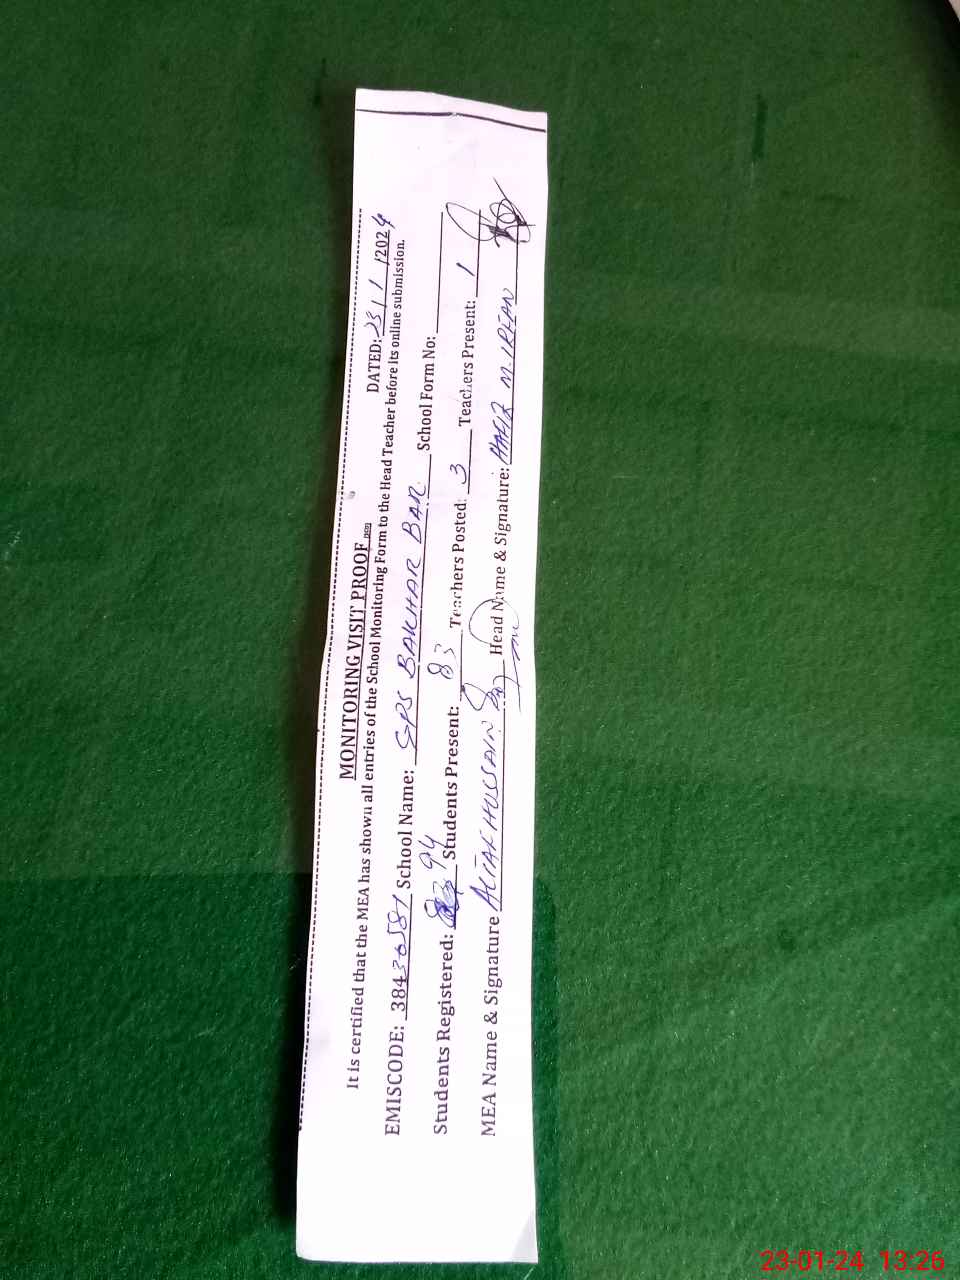 MONITORING VISIT PROOF
DATED: 23/1/2024
It is certified that the MEA has shown all entries of the School Monitoring Form to the Head Teacher before its online submission.
EMISCODE: 38430581 School Name: GPS BAKHAR BAR School Form No:
Students Registered: 94 Students Present: 83 Teachers Posted: 3 Teachers Present: 1
MEA Name & Signature ALTAF HUSSAIN Head Name & Signature: HAFIZ M. IRFAN
23-01-24 13:26